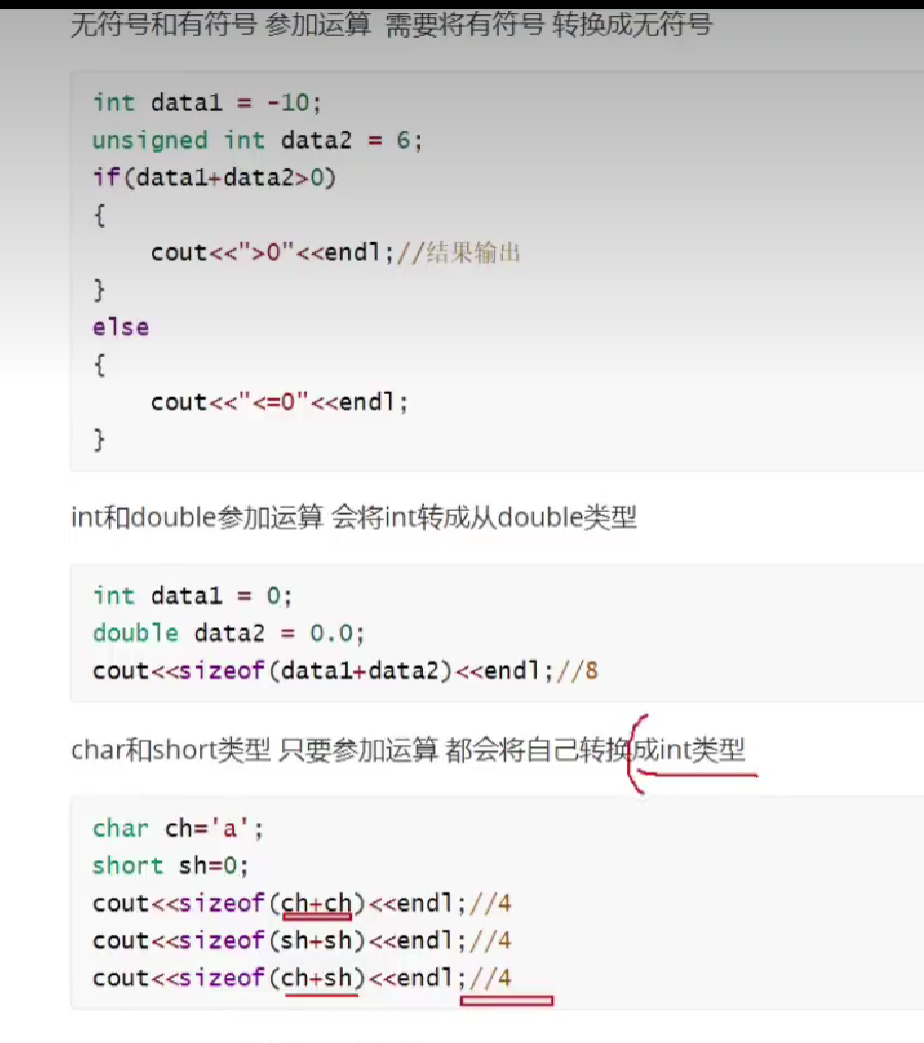 无符号和有符号 参加运算 需要将有符号 转换成无符号
int data1 = -10;
unsigned int data2 = 6;
if(data1+data2>0)
{
cout<<">0"<<endl;//结果输出
}
else
{
cout<<"<=0"<<endl;
}
int和double参加运算 会将int转成从double类型
int data1 = 0;
double data2 = 0.0;
cout<<sizeof(data1+data2)<<endl;//8
char和short类型 只要参加运算 都会将自己转换成int类型
char ch='a';
short sh=0;
cout<<sizeof(ch+ch)<<endl;//4
cout<<sizeof(sh+sh)<<endl;//4
cout<<sizeof(ch+sh)<<endl;//4